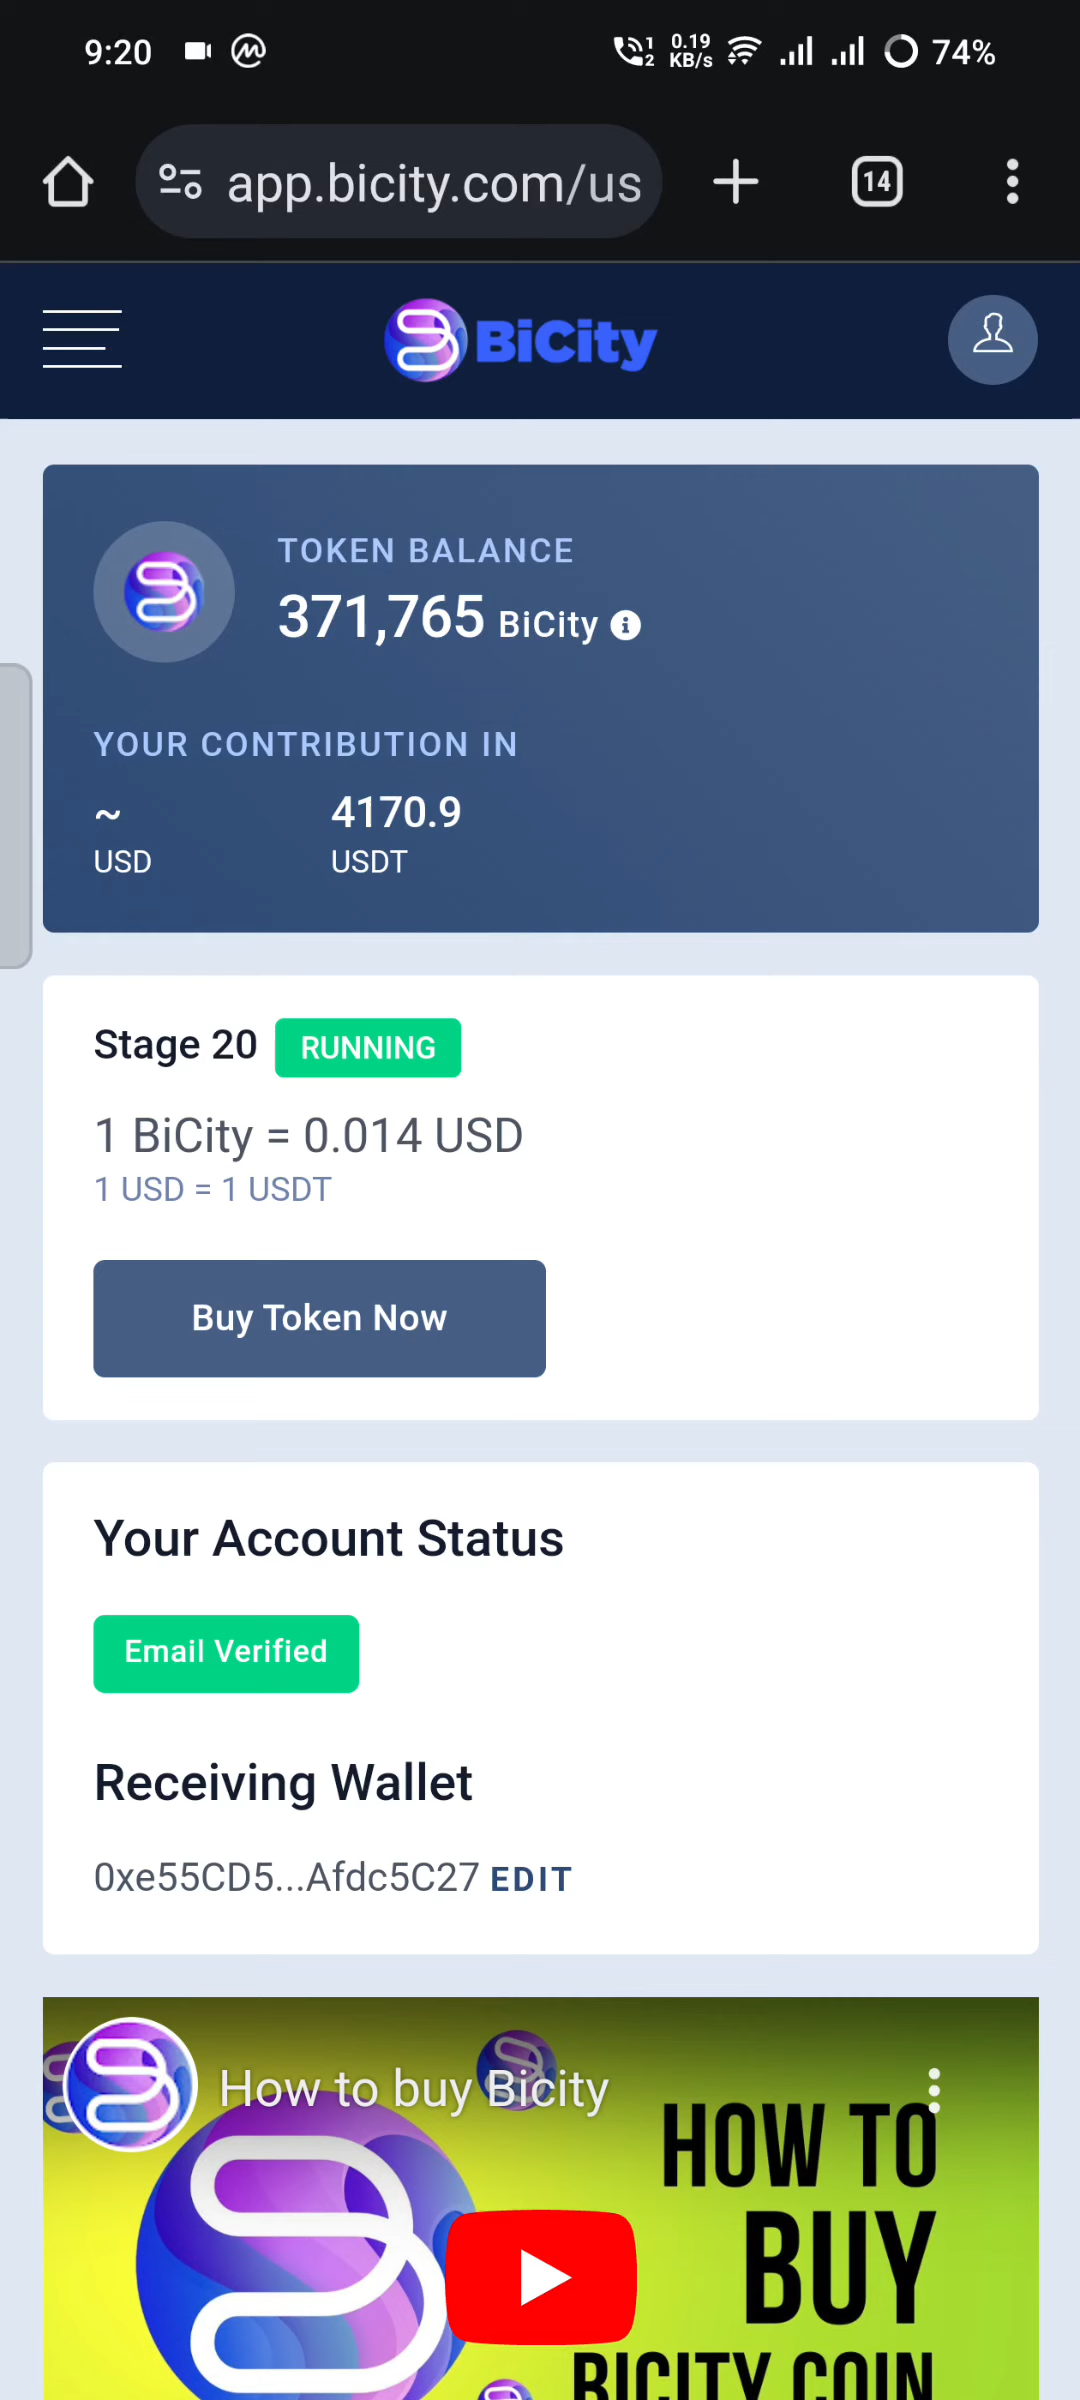 9:20
1
2
0.19
KB/s
74%
app.bicity.com/us
14
BiCity
TOKEN BALANCE
371,765 BiCity
YOUR CONTRIBUTION IN
~ 4170.9
USD USDT
Stage 20 RUNNING
1 BiCity = 0.014 USD
1 USD = 1 USDT
Buy Token Now
Your Account Status
Email Verified
Receiving Wallet
0xe55CD5...Afdc5C27 EDIT
How to buy Bicity
HOW TO
BUY
BICITY COIN